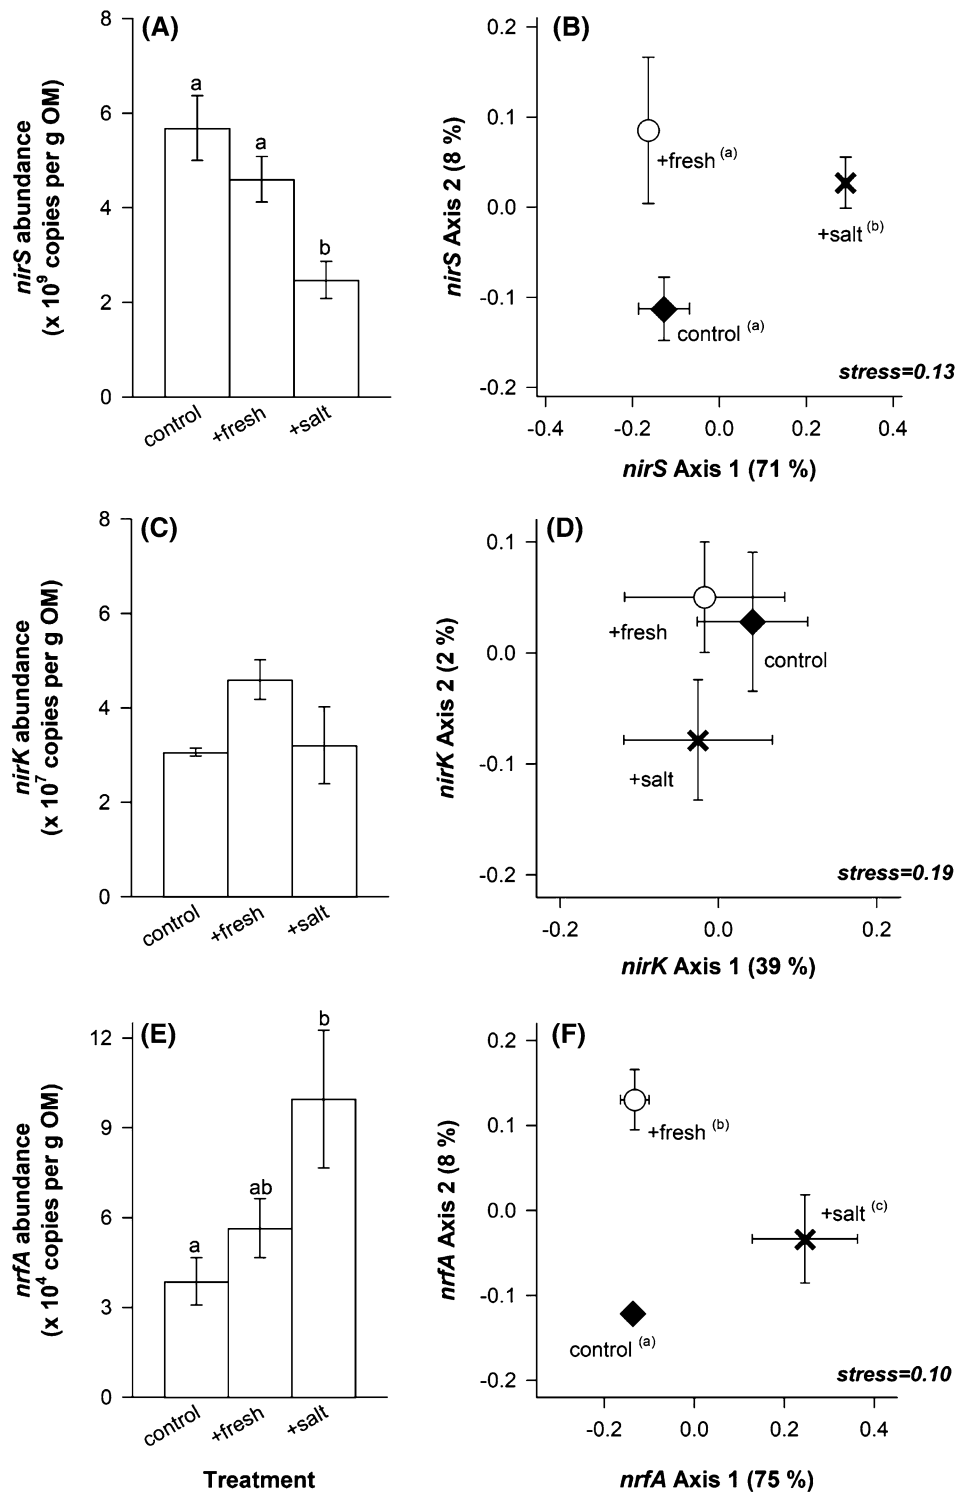 (A)
8
6
4
2
0
nirS abundance
(x 10⁹ copies per g OM)
a
a
b
control
+fresh
+salt
(B)
0.2
0.1
0.0
-0.1
-0.2
nirS Axis 2 (8 %)
+fresh (a)
+salt (b)
control (a)
stress=0.13
-0.4
-0.2
0.0
0.2
0.4
nirS Axis 1 (71 %)
(C)
8
6
4
2
0
nirK abundance
(x 10⁷ copies per g OM)
control
+fresh
+salt
(D)
0.1
0.0
-0.1
-0.2
nirK Axis 2 (2 %)
+fresh
control
+salt
stress=0.19
-0.2
0.0
0.2
nirK Axis 1 (39 %)
(E)
12
9
6
3
0
nrfA abundance
(x 10⁴ copies per g OM)
a
ab
b
control
+fresh
+salt
Treatment
(F)
0.2
0.1
0.0
-0.1
-0.2
nrfA Axis 2 (8 %)
+fresh (b)
+salt (c)
control (a)
stress=0.10
-0.2
0.0
0.2
0.4
nrfA Axis 1 (75 %)